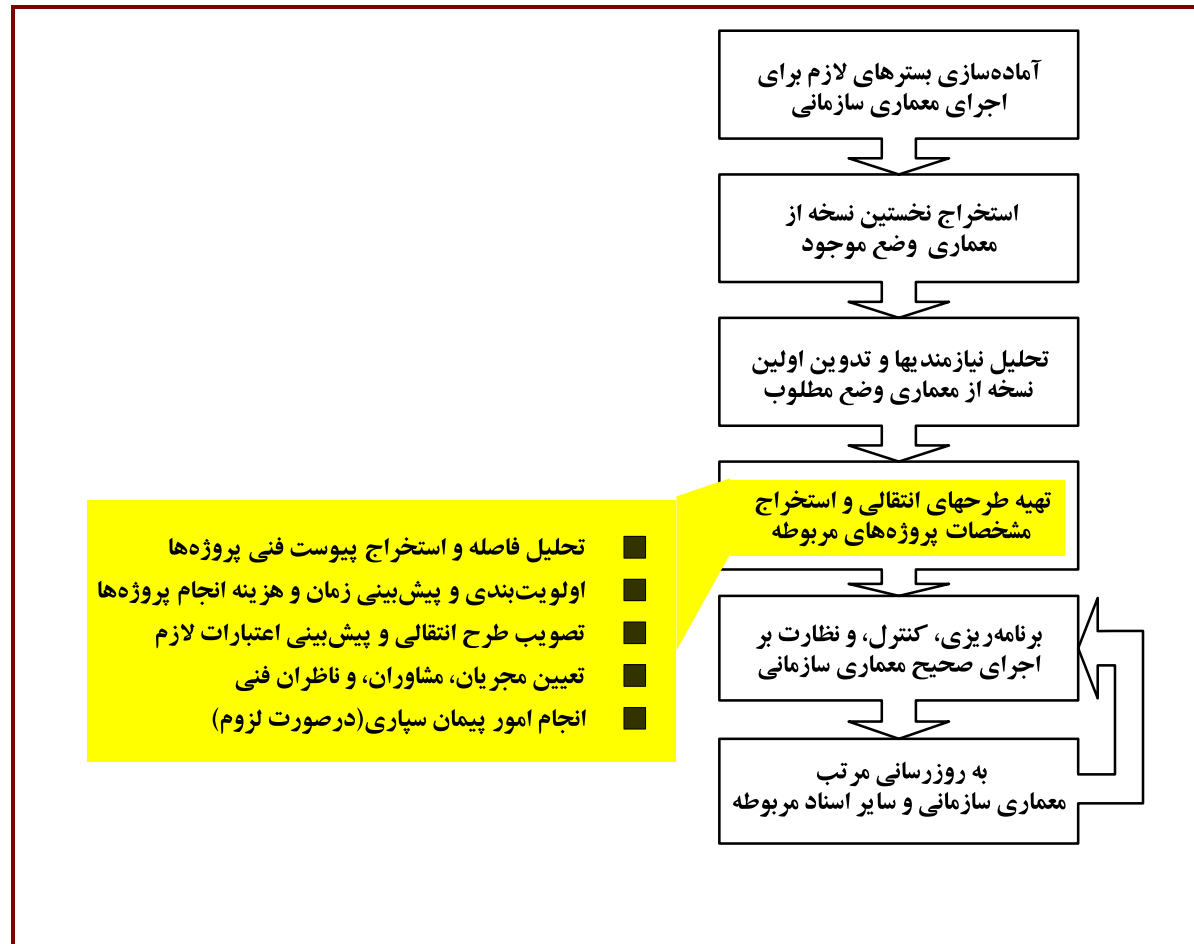 آماده‌سازی بسترهای لازم برای
اجرای معماری سازمانی
استخراج نخستین نسخه از
معماری وضع موجود
تحلیل نیازمندیها و تدوین اولین
نسخه از معماری وضع مطلوب
تهیه طرحهای انتقالی و استخراج
مشخصات پروژه‌های مربوطه
تحلیل فاصله و استخراج پیوست فنی پروژه‌ها
اولویت‌بندی و پیش‌بینی زمان و هزینه انجام پروژه‌ها
تصویب طرح انتقالی و پیش‌بینی اعتبارات لازم
تعیین مجریان، مشاوران، و ناظران فنی
انجام امور پیمان سپاری(درصورت لزوم)
برنامه‌ریزی، کنترل، و نظارت بر
اجرای صحیح معماری سازمانی
به روزرسانی مرتب
معماری سازمانی و سایر اسناد مربوطه